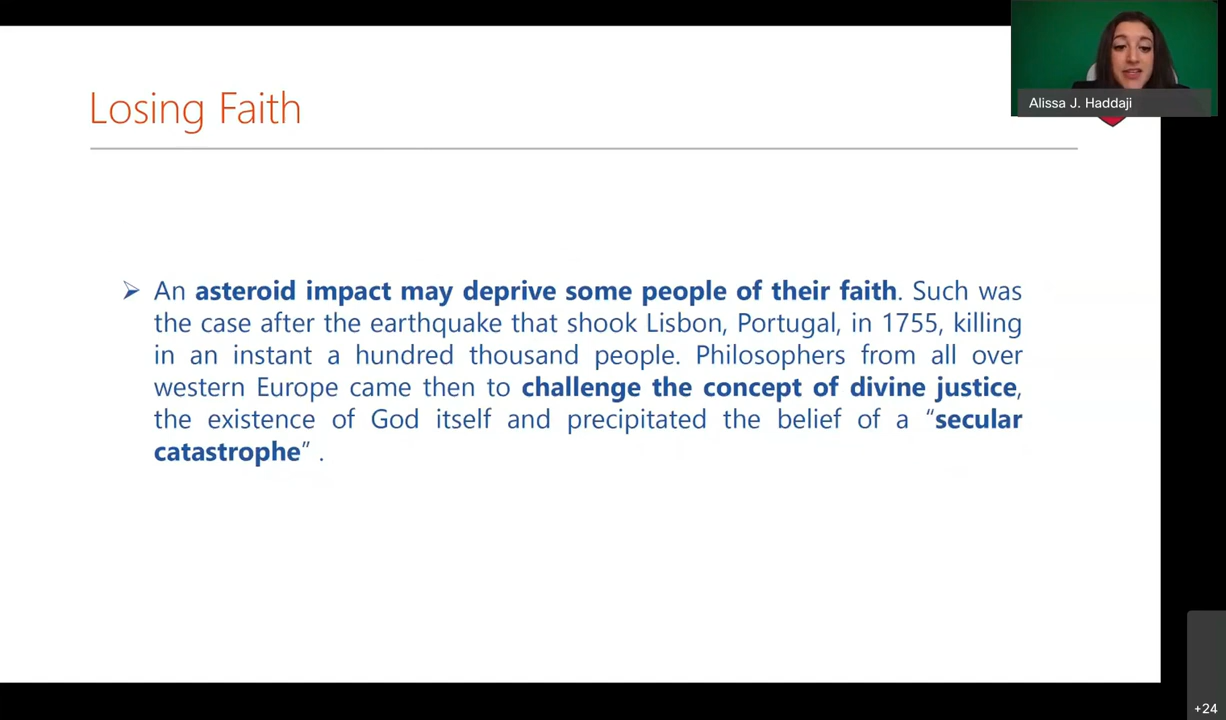 Losing Faith
Alissa J. Haddaji
➢ An asteroid impact may deprive some people of their faith. Such was
the case after the earthquake that shook Lisbon, Portugal, in 1755, killing
in an instant a hundred thousand people. Philosophers from all over
western Europe came then to challenge the concept of divine justice,
the existence of God itself and precipitated the belief of a “secular
catastrophe” .
+24